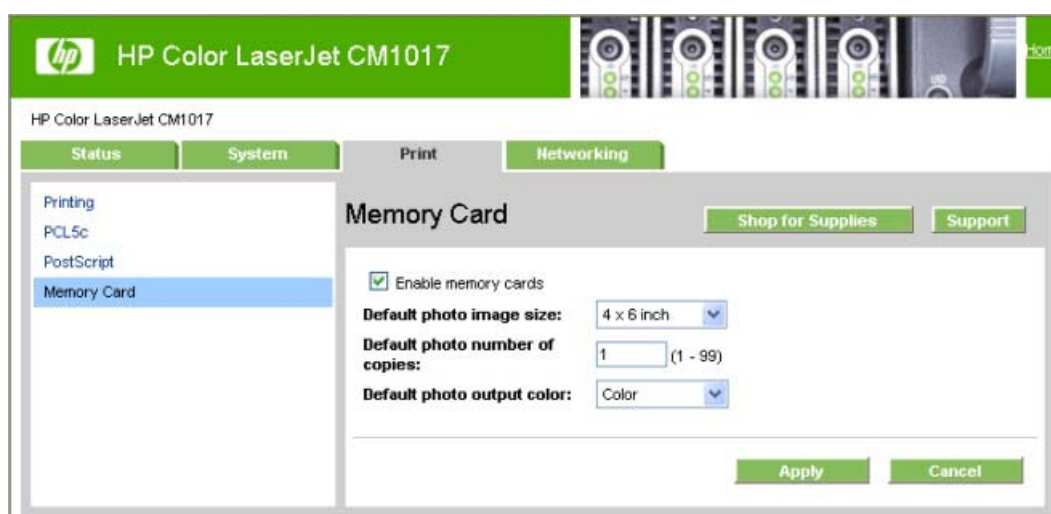 hp HP Color LaserJet CM1017
HP Color LaserJet CM1017
Status System Print Networking
Printing
PCL5c
PostScript
Memory Card
Memory Card
Shop for Supplies Support
Enable memory cards
Default photo image size: 4 x 6 inch
Default photo number of
copies: 1 (1 - 99)
Default photo output color: Color
Apply Cancel